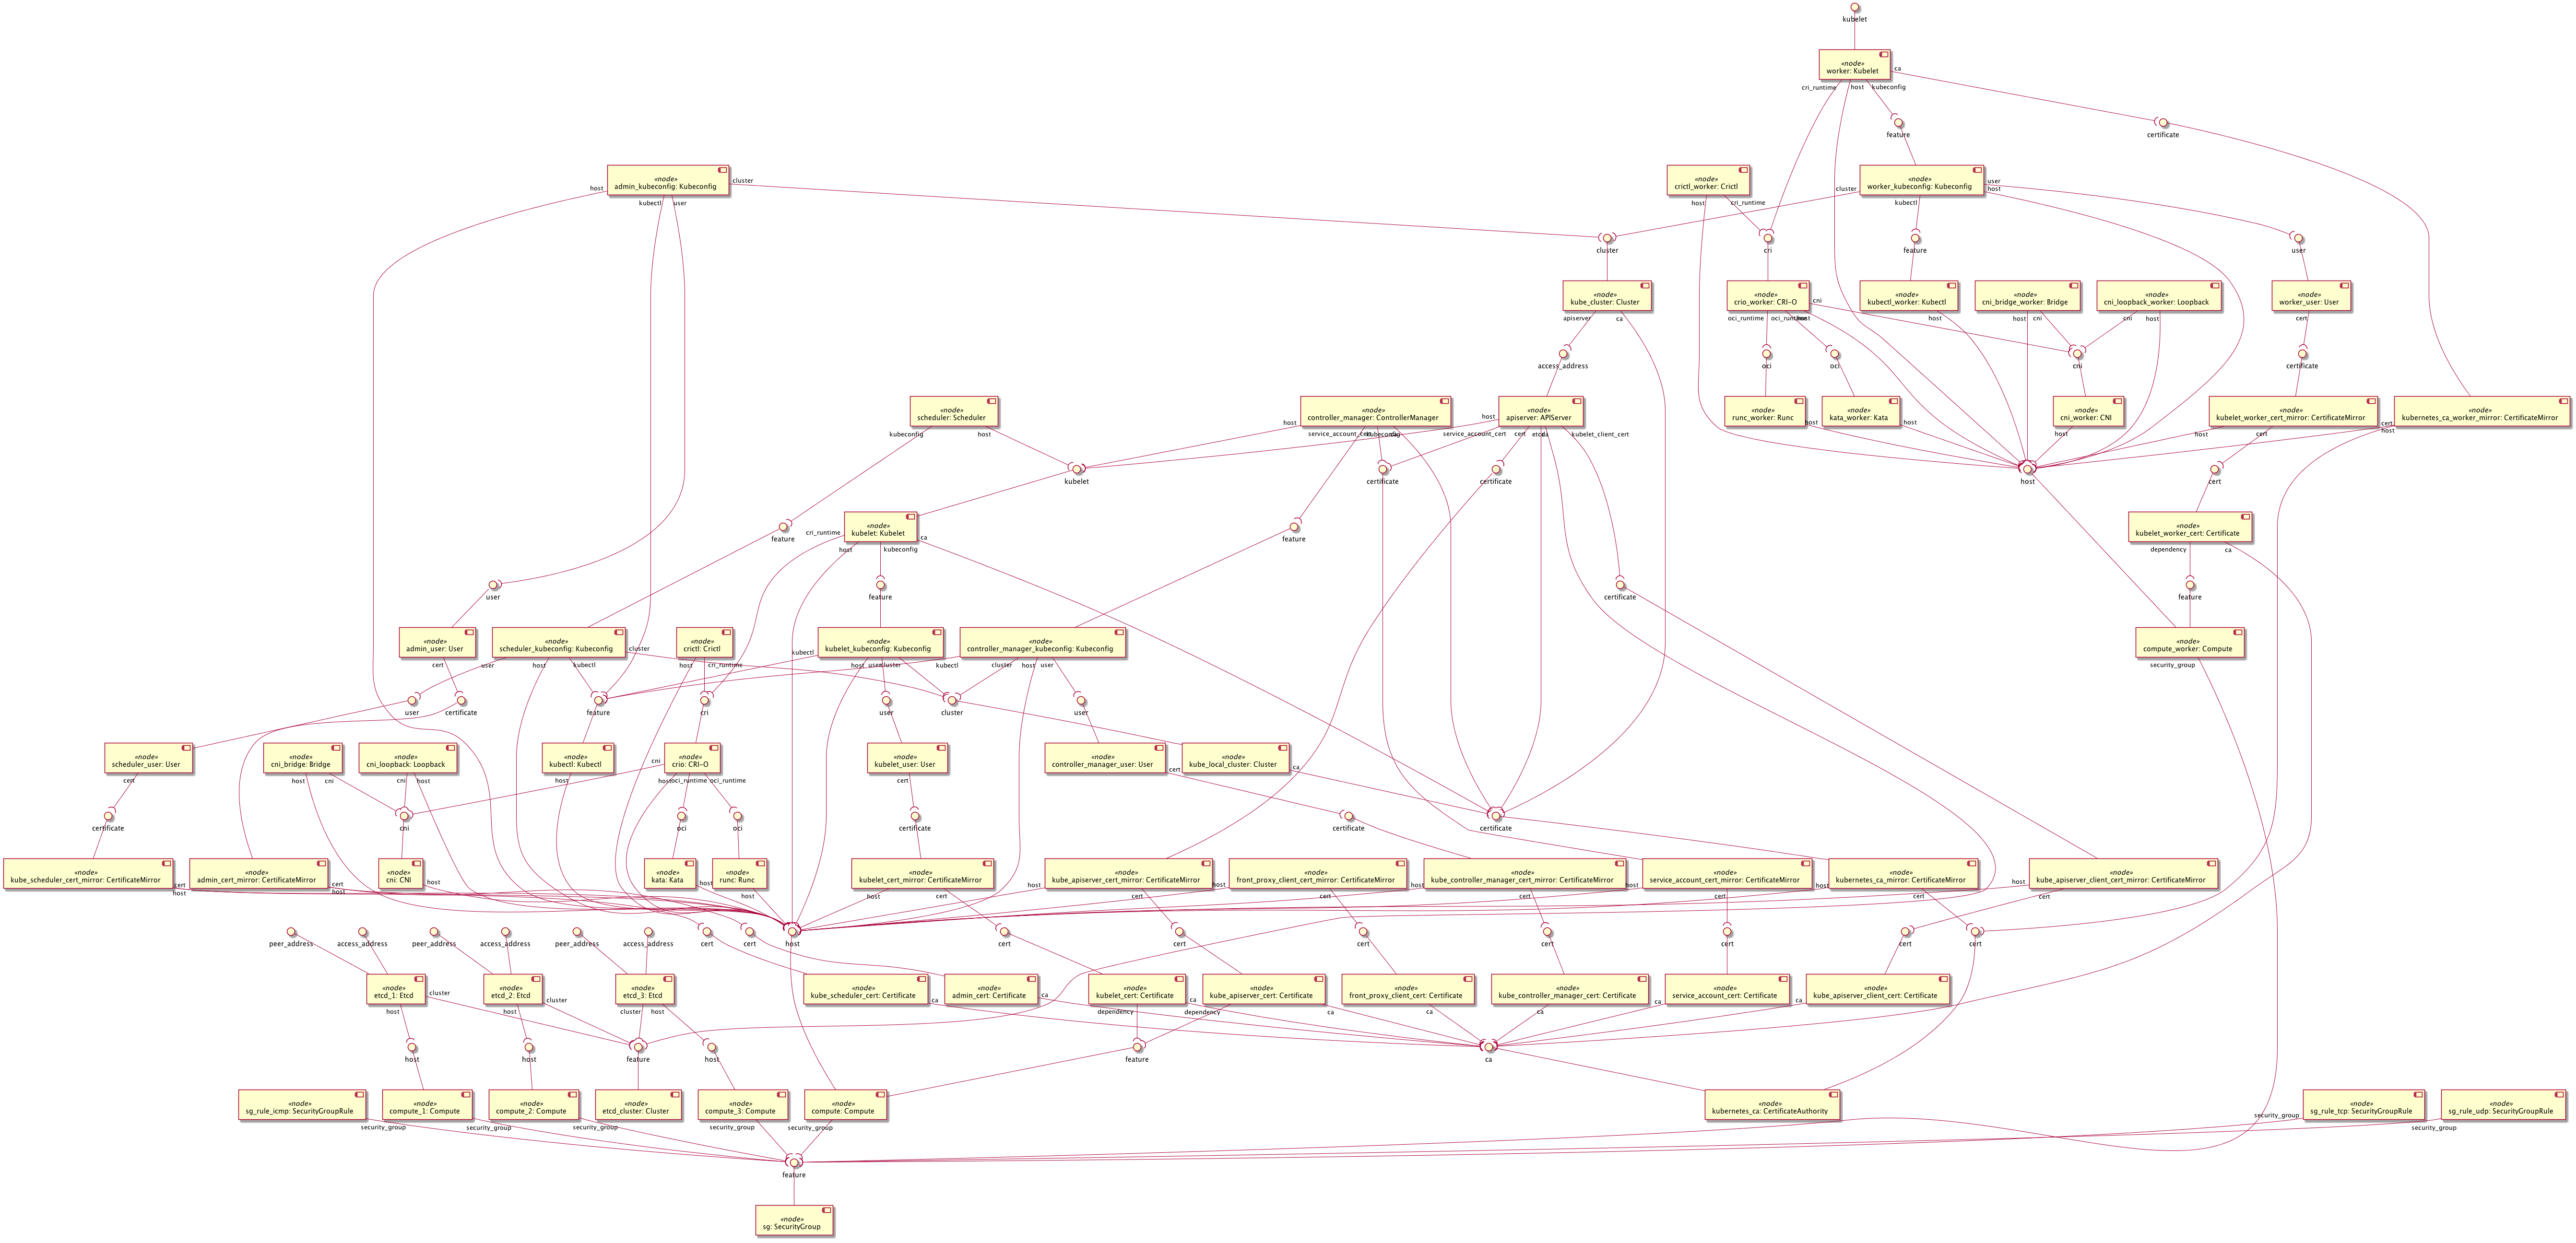 kubelet
«node»
worker: Kubelet
ca
cri_runtime
host
kubeconfig
feature
certificate
«node»
admin_kubeconfig: Kubeconfig
host
cluster
kubectl
user
«node»
crictl_worker: Crictl
host
cri_runtime
«node»
worker_kubeconfig: Kubeconfig
cluster
user
host
kubectl
cluster
cri
feature
user
«node»
kube_cluster: Cluster
apiserver
ca
«node»
crio_worker: CRI-O
cni
oci_runtime
oci_runtime
host
«node»
kubectl_worker: Kubectl
host
«node»
cni_bridge_worker: Bridge
host
cni
«node»
cni_loopback_worker: Loopback
cni
host
«node»
worker_user: User
cert
access_address
oci
oci
cni
certificate
«node»
scheduler: Scheduler
kubeconfig
host
«node»
controller_manager: ControllerManager
host
service_account_cert
kubeconfig
ca
«node»
apiserver: APIServer
host
service_account_cert
cert
etcd
ca
kubelet_client_cert
«node»
runc_worker: Runc
host
«node»
kata_worker: Kata
host
«node»
cni_worker: CNI
host
«node»
kubelet_worker_cert_mirror: CertificateMirror
host
cert
«node»
kubernetes_ca_worker_mirror: CertificateMirror
cert
host
kubelet
certificate
certificate
host
cert
«node»
kubelet: Kubelet
cri_runtime
host
kubeconfig
ca
feature
feature
«node»
kubelet_worker_cert: Certificate
dependency
ca
user
feature
certificate
feature
«node»
admin_user: User
cert
«node»
scheduler_kubeconfig: Kubeconfig
user
host
kubectl
cluster
«node»
crictl: Crictl
host
cri_runtime
«node»
kubelet_kubeconfig: Kubeconfig
kubectl
host
user
cluster
«node»
controller_manager_kubeconfig: Kubeconfig
kubectl
cluster
host
user
«node»
compute_worker: Compute
security_group
user
certificate
feature
cri
user
cluster
user
«node»
scheduler_user: User
cert
«node»
cni_bridge: Bridge
host
cni
«node»
cni_loopback: Loopback
cni
host
«node»
kubectl: Kubectl
host
«node»
crio: CRI-O
cni
host
oci_runtime
oci_runtime
«node»
kubelet_user: User
cert
«node»
controller_manager_user: User
cert
«node»
kube_local_cluster: Cluster
ca
certificate
cni
oci
oci
certificate
certificate
certificate
«node»
kube_scheduler_cert_mirror: CertificateMirror
cert
host
«node»
admin_cert_mirror: CertificateMirror
cert
host
«node»
cni: CNI
host
«node»
kata: Kata
host
«node»
runc: Runc
host
«node»
kubelet_cert_mirror: CertificateMirror
host
cert
«node»
kube_apiserver_cert_mirror: CertificateMirror
host
cert
«node»
front_proxy_client_cert_mirror: CertificateMirror
host
cert
«node»
kube_controller_manager_cert_mirror: CertificateMirror
host
cert
«node»
service_account_cert_mirror: CertificateMirror
host
cert
«node»
kubernetes_ca_mirror: CertificateMirror
host
cert
«node»
kube_apiserver_client_cert_mirror: CertificateMirror
host
cert
peer_address
access_address
peer_address
access_address
peer_address
access_address
cert
cert
host
cert
cert
cert
cert
cert
cert
cert
«node»
etcd_1: Etcd
cluster
host
«node»
etcd_2: Etcd
cluster
host
«node»
etcd_3: Etcd
cluster
host
«node»
kube_scheduler_cert: Certificate
ca
«node»
admin_cert: Certificate
ca
«node»
kubelet_cert: Certificate
ca
dependency
«node»
kube_apiserver_cert: Certificate
dependency
ca
«node»
front_proxy_client_cert: Certificate
ca
«node»
kube_controller_manager_cert: Certificate
ca
«node»
service_account_cert: Certificate
ca
«node»
kube_apiserver_client_cert: Certificate
ca
host
host
feature
host
feature
ca
«node»
sg_rule_icmp: SecurityGroupRule
security_group
«node»
compute_1: Compute
security_group
«node»
compute_2: Compute
security_group
«node»
etcd_cluster: Cluster
«node»
compute_3: Compute
security_group
«node»
compute: Compute
security_group
«node»
kubernetes_ca: CertificateAuthority
«node»
sg_rule_tcp: SecurityGroupRule
security_group
«node»
sg_rule_udp: SecurityGroupRule
security_group
feature
«node»
sg: SecurityGroup